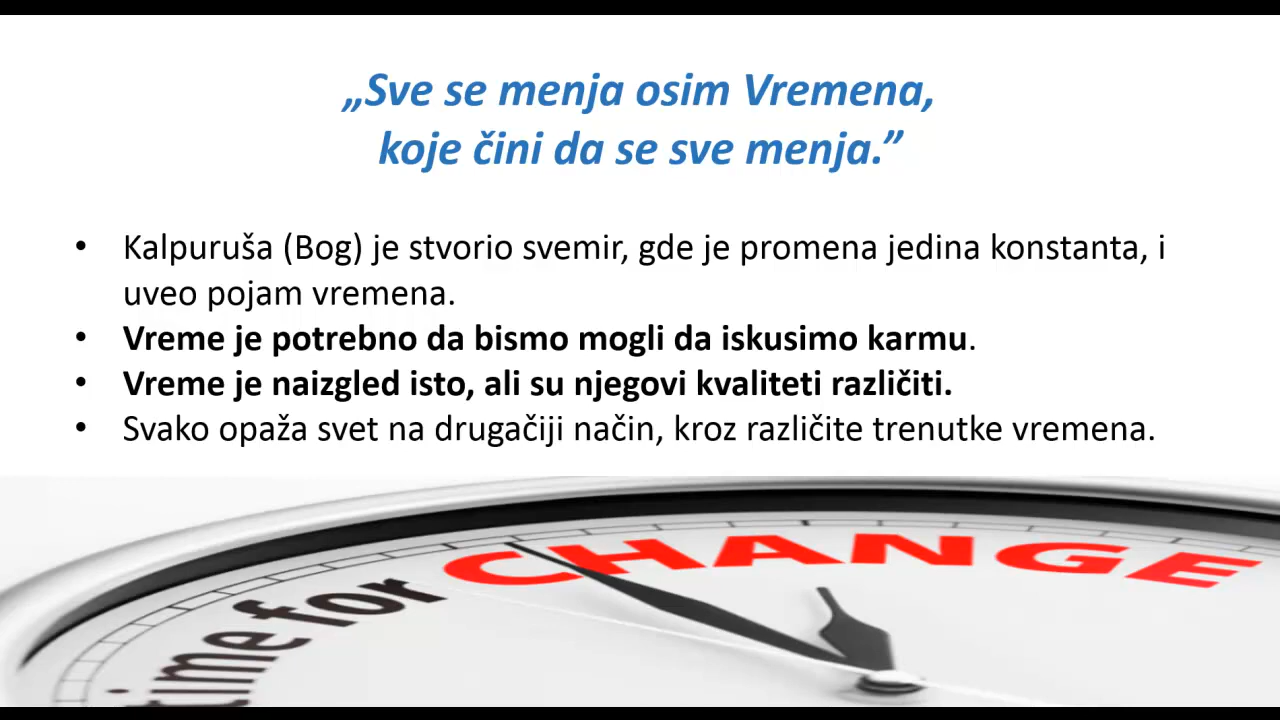 „Sve se menja osim Vremena,
koje čini da se sve menja.”
• Kalpuruša (Bog) je stvorio svemir, gde je promena jedina konstanta, i
uveo pojam vremena.
• Vreme je potrebno da bismo mogli da iskusimo karmu.
• Vreme je naizgled isto, ali su njegovi kvaliteti različiti.
• Svako opaža svet na drugačiji način, kroz različite trenutke vremena.
time for CHANGE